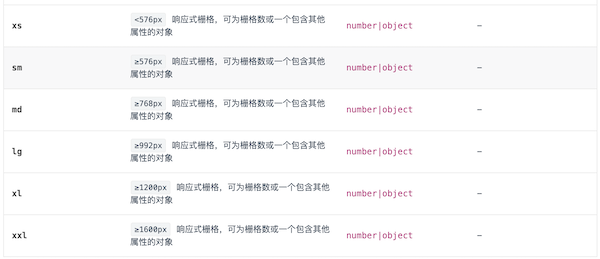 xs <576px 响应式栅格，可为栅格数或一个包含其他 number|object –
属性的对象
sm ≥576px 响应式栅格，可为栅格数或一个包含其他 number|object –
属性的对象
md ≥768px 响应式栅格，可为栅格数或一个包含其他 number|object –
属性的对象
lg ≥992px 响应式栅格，可为栅格数或一个包含其他 number|object –
属性的对象
xl ≥1200px 响应式栅格，可为栅格数或一个包含其他 number|object –
属性的对象
xxl ≥1600px 响应式栅格，可为栅格数或一个包含其他 number|object –
属性的对象